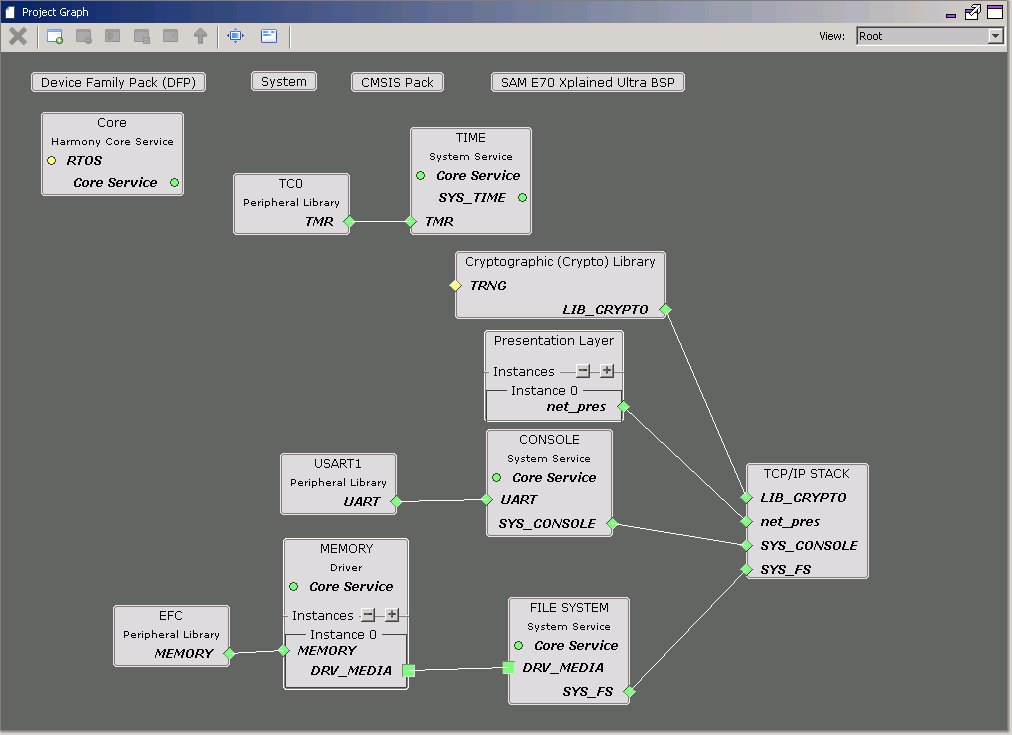 Project Graph
View: Root
Device Family Pack (DFP)
System
CMSIS Pack
SAM E70 Xplained Ultra BSP
Core
Harmony Core Service
RTOS
Core Service
TC0
Peripheral Library
TMR
TIME
System Service
Core Service
SYS_TIME
TMR
Cryptographic (Crypto) Library
TRNG
LIB_CRYPTO
Presentation Layer
Instances
Instance 0
net_pres
USART1
Peripheral Library
UART
CONSOLE
System Service
Core Service
UART
SYS_CONSOLE
TCP/IP STACK
LIB_CRYPTO
net_pres
SYS_CONSOLE
SYS_FS
EFC
Peripheral Library
MEMORY
MEMORY
Driver
Core Service
Instances
Instance 0
MEMORY
DRV_MEDIA
FILE SYSTEM
System Service
Core Service
DRV_MEDIA
SYS_FS